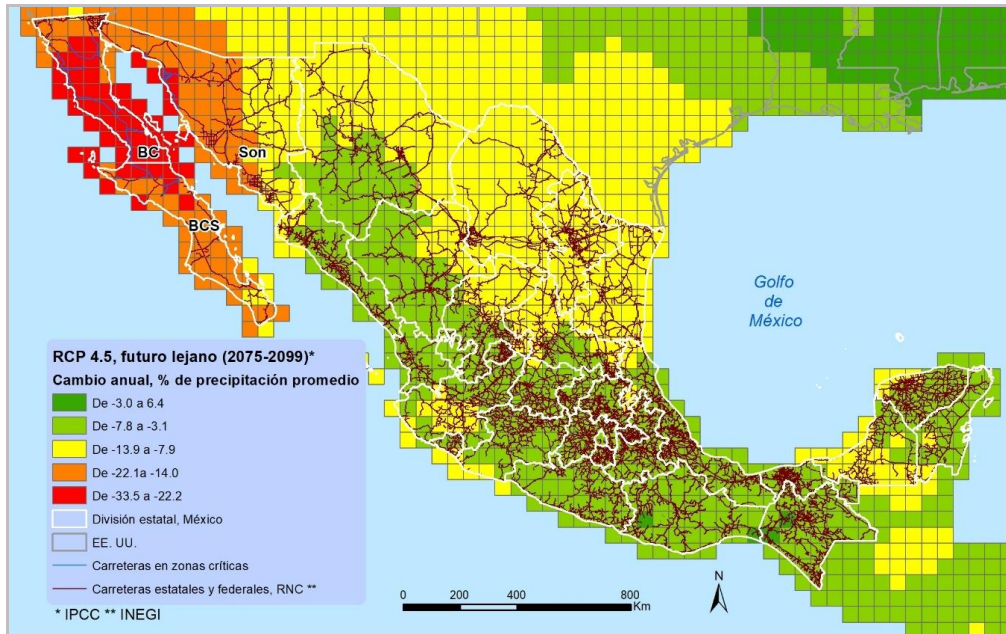 BC
Son
BCS
Golfo
de
México
RCP 4.5, futuro lejano (2075-2099)*
Cambio anual, % de precipitación promedio
De -3.0 a 6.4
De -7.8 a -3.1
De -13.9 a -7.9
De -22.1a -14.0
De -33.5 a -22.2
División estatal, México
EE. UU.
Carreteras en zonas críticas
Carreteras estatales y federales, RNC **
* IPCC ** INEGI
0 200 400 600 800
Km
N